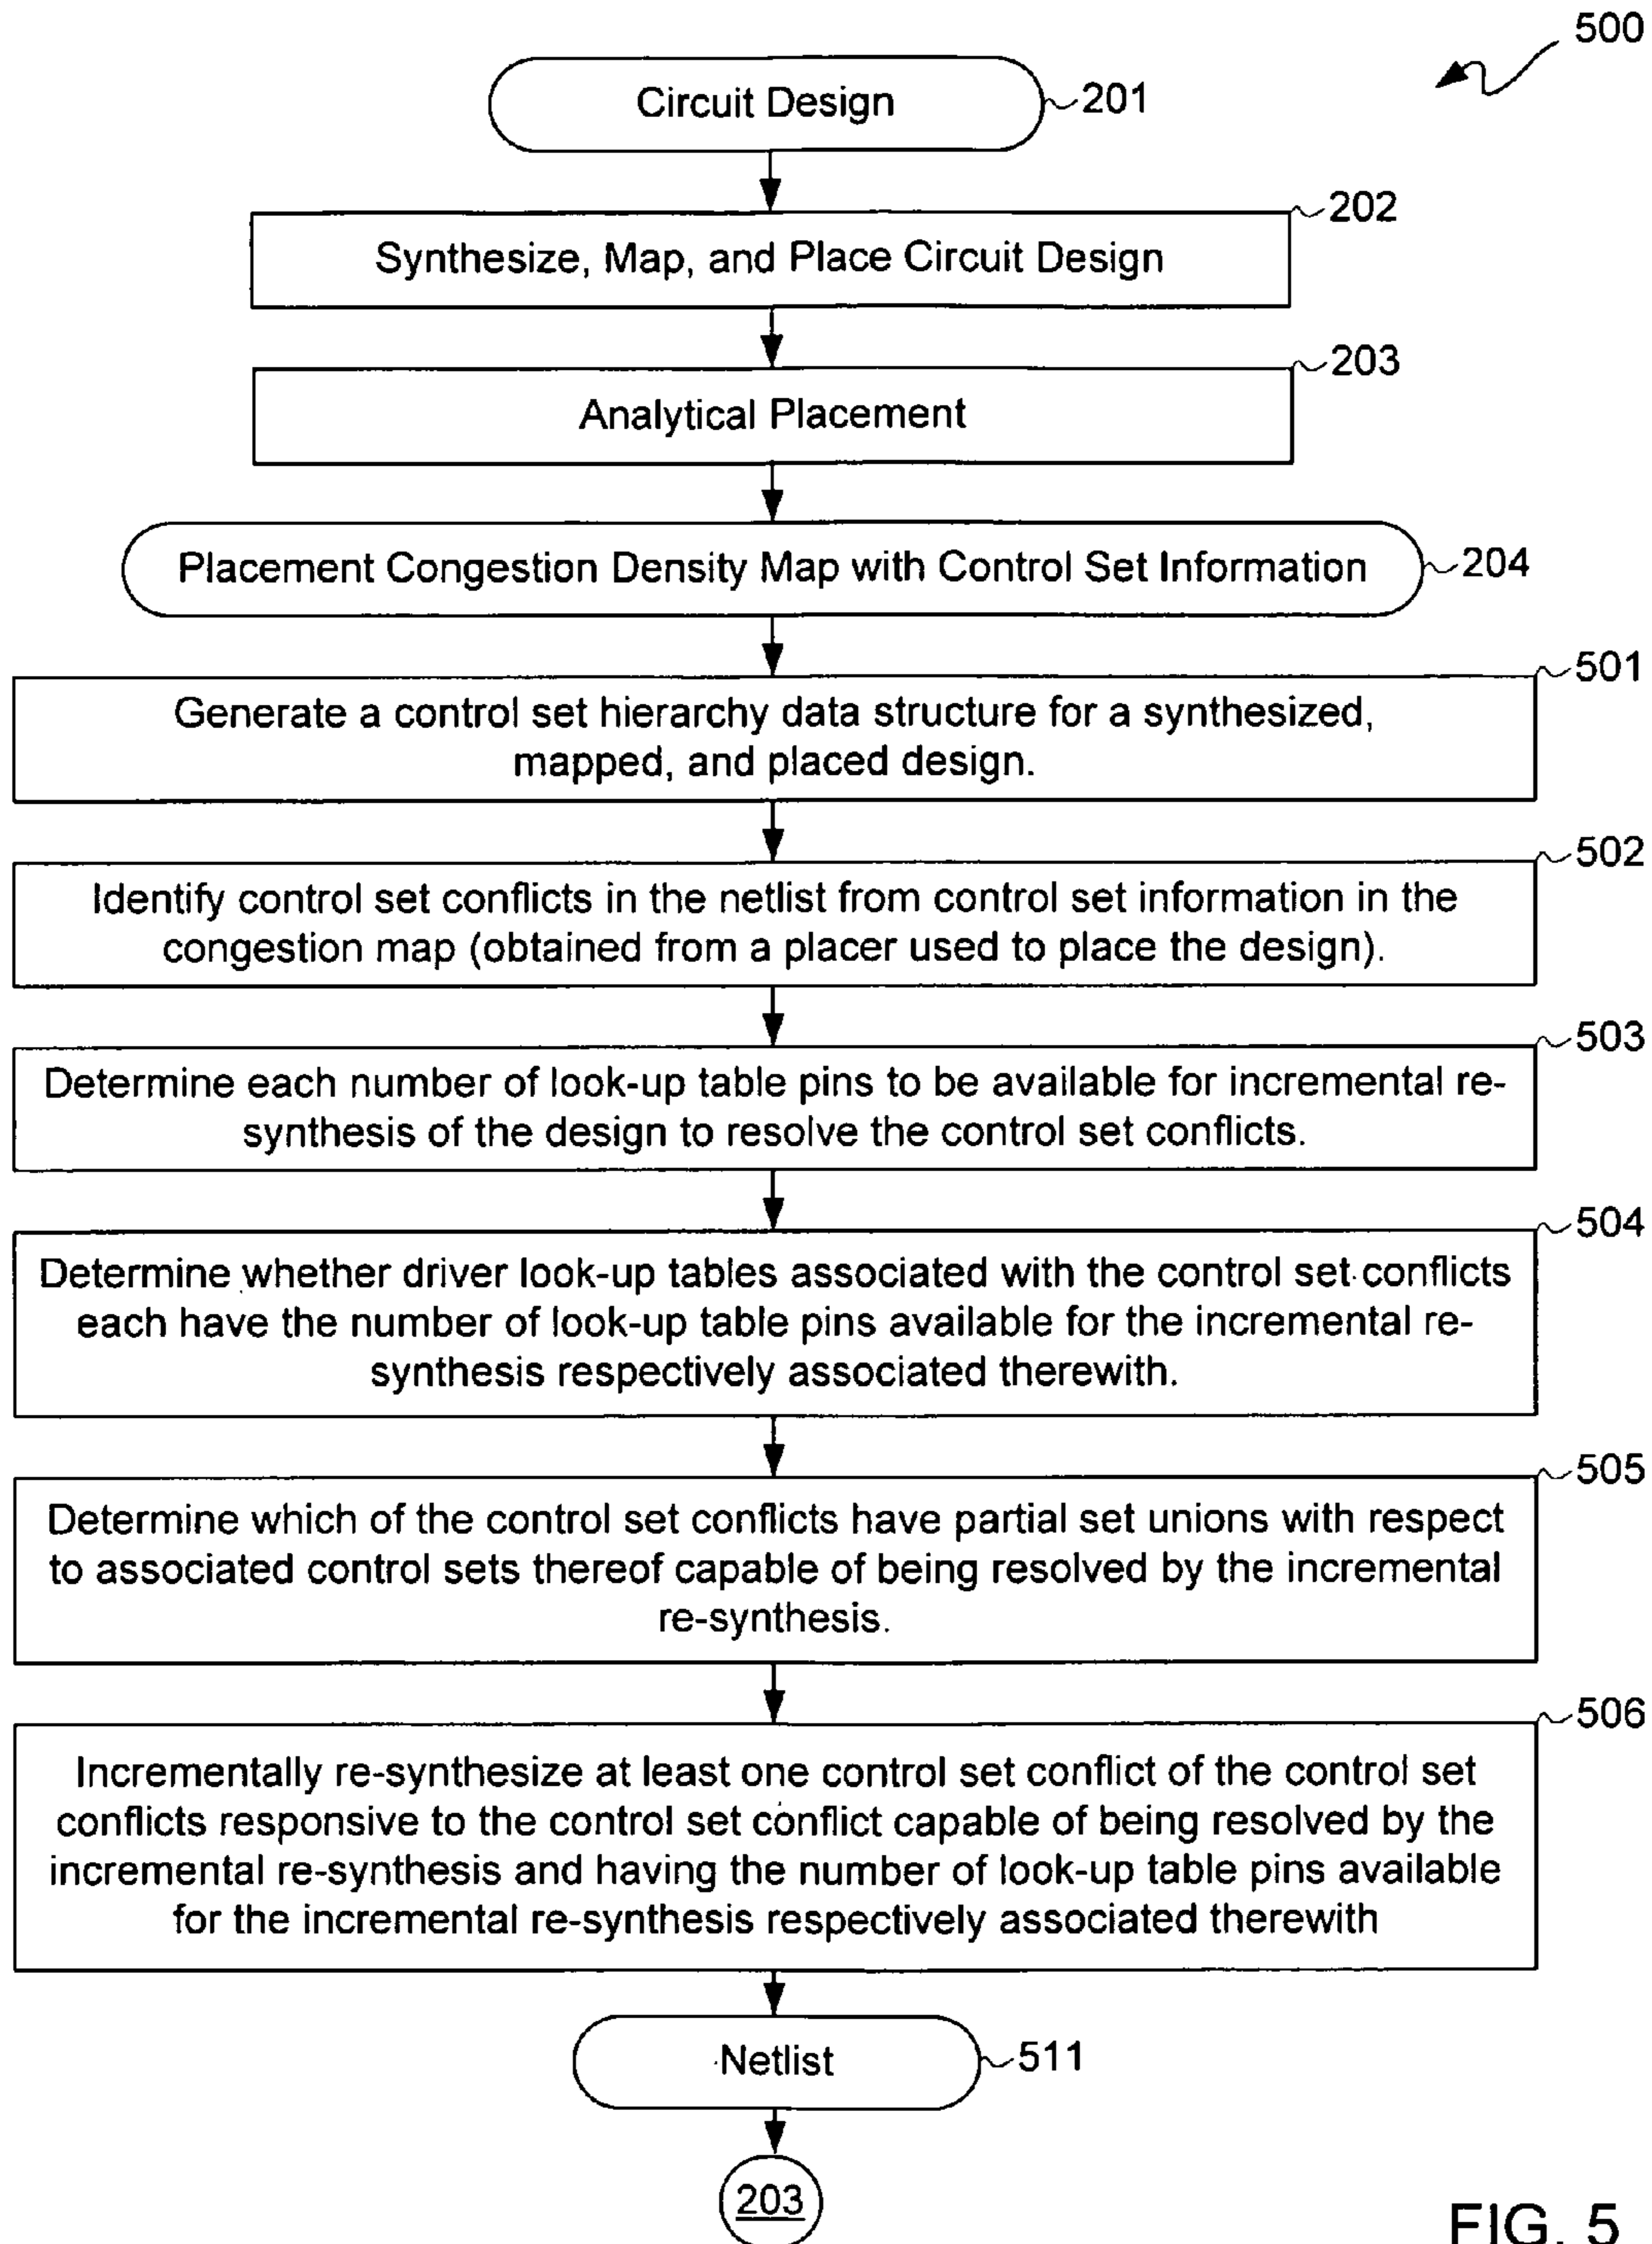 500
Circuit Design
201
202
Synthesize, Map, and Place Circuit Design
203
Analytical Placement
Placement Congestion Density Map with Control Set Information
204
501
Generate a control set hierarchy data structure for a synthesized,
mapped, and placed design.
502
Identify control set conflicts in the netlist from control set information in the
congestion map (obtained from a placer used to place the design).
503
Determine each number of look-up table pins to be available for incremental re-
synthesis of the design to resolve the control set conflicts.
504
Determine whether driver look-up tables associated with the control set conflicts
each have the number of look-up table pins available for the incremental re-
synthesis respectively associated therewith.
505
Determine which of the control set conflicts have partial set unions with respect
to associated control sets thereof capable of being resolved by the incremental
re-synthesis.
506
Incrementally re-synthesize at least one control set conflict of the control set
conflicts responsive to the control set conflict capable of being resolved by the
incremental re-synthesis and having the number of look-up table pins available
for the incremental re-synthesis respectively associated therewith
Netlist
511
203
FIG. 5